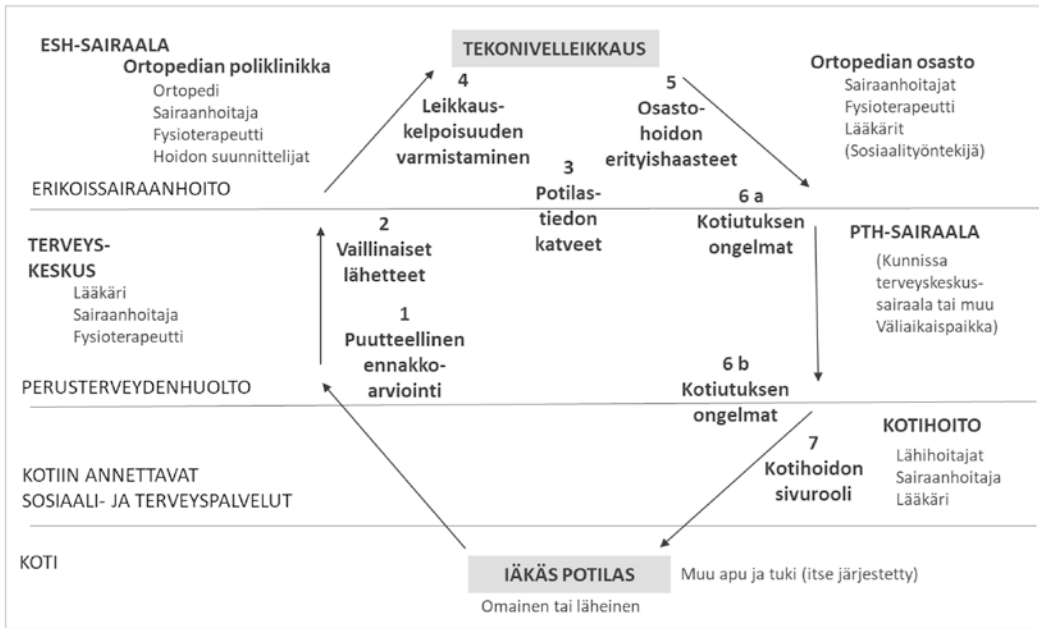 ESH-SAIRAALA
Ortopedian poliklinikka
Ortopedi
Sairaanhoitaja
Fysioterapeutti
Hoidon suunnittelijat
ERIKOISSAIRAANHOITO
TEKONIVELLEIKKAUS
4
Leikkaus-
kelpoisuuden
varmistaminen
5
Osasto-
hoidon
erityishaasteet
3
Potilas-
tiedon
katveet
Ortopedian osasto
Sairaanhoitajat
Fysioterapeutti
Lääkärit
(Sosiaalityöntekijä)
6 a
Kotiutuksen
ongelmat
TERVEYS-
KESKUS
Lääkäri
Sairaanhoitaja
Fysioterapeutti
2
Vaillinaiset
lähetteet
1
Puutteellinen
ennakko-
arviointi
PERUSTERVEYDENHUOLTO
PTH-SAIRAALA
(Kunnissa
terveyskeskus-
sairaala tai muu
Väliaikaispaikka)
6 b
Kotiutuksen
ongelmat
KOTIIN ANNETTAVAT
SOSIAALI- JA TERVEYSPALVELUT
7
Kotihoidon
sivurooli
KOTIHOITO
Lähihoitajat
Sairaanhoitaja
Lääkäri
KOTI
IÄKÄS POTILAS
Muu apu ja tuki (itse järjestetty)
Omainen tai läheinen